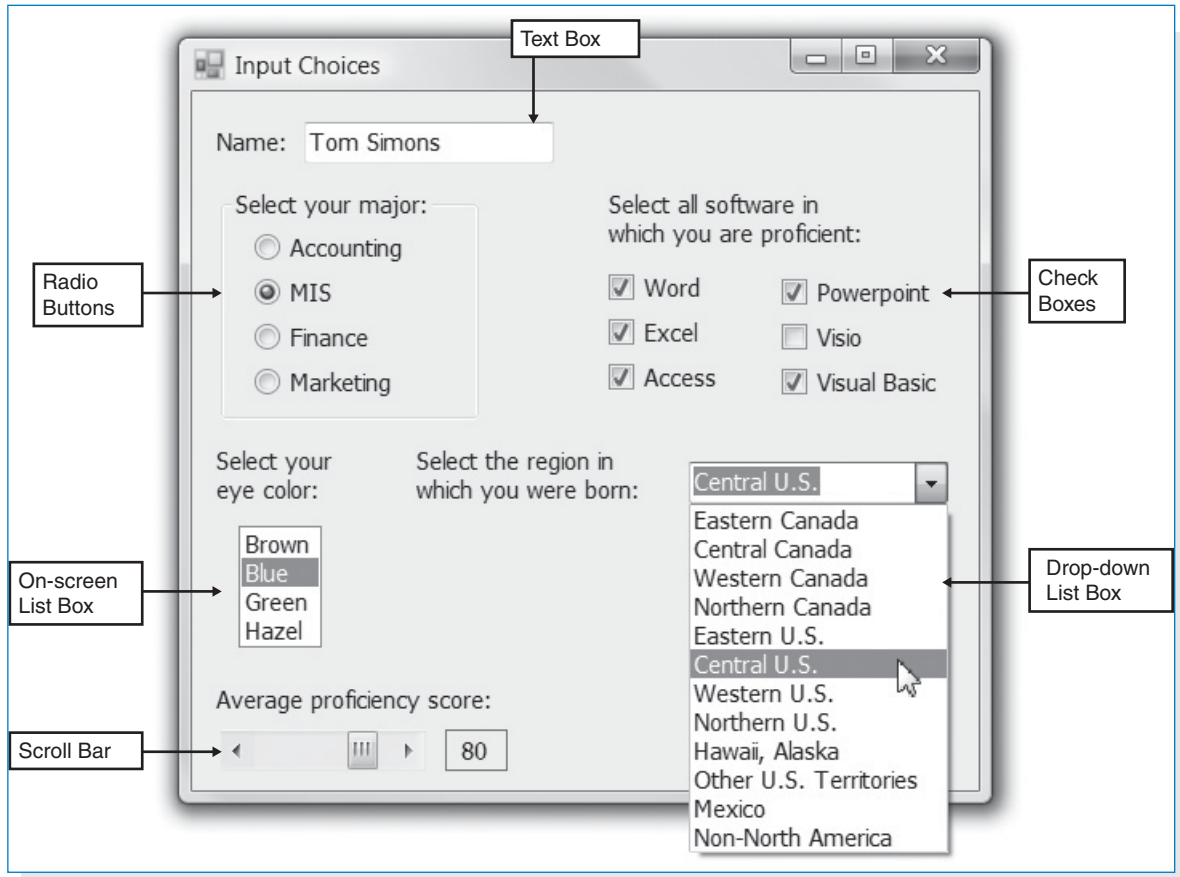 Text Box
Input Choices
Name: Tom Simons
Select your major:
Accounting
MIS
Finance
Marketing
Radio
Buttons
Select all software in
which you are proficient:
Word
Excel
Access
Powerpoint
Visio
Visual Basic
Check
Boxes
Select your
eye color:
Brown
Blue
Green
Hazel
On-screen
List Box
Select the region in
which you were born:
Central U.S.
Eastern Canada
Central Canada
Western Canada
Northern Canada
Eastern U.S.
Central U.S.
Western U.S.
Northern U.S.
Hawaii, Alaska
Other U.S. Territories
Mexico
Non-North America
Drop-down
List Box
Average proficiency score:
80
Scroll Bar